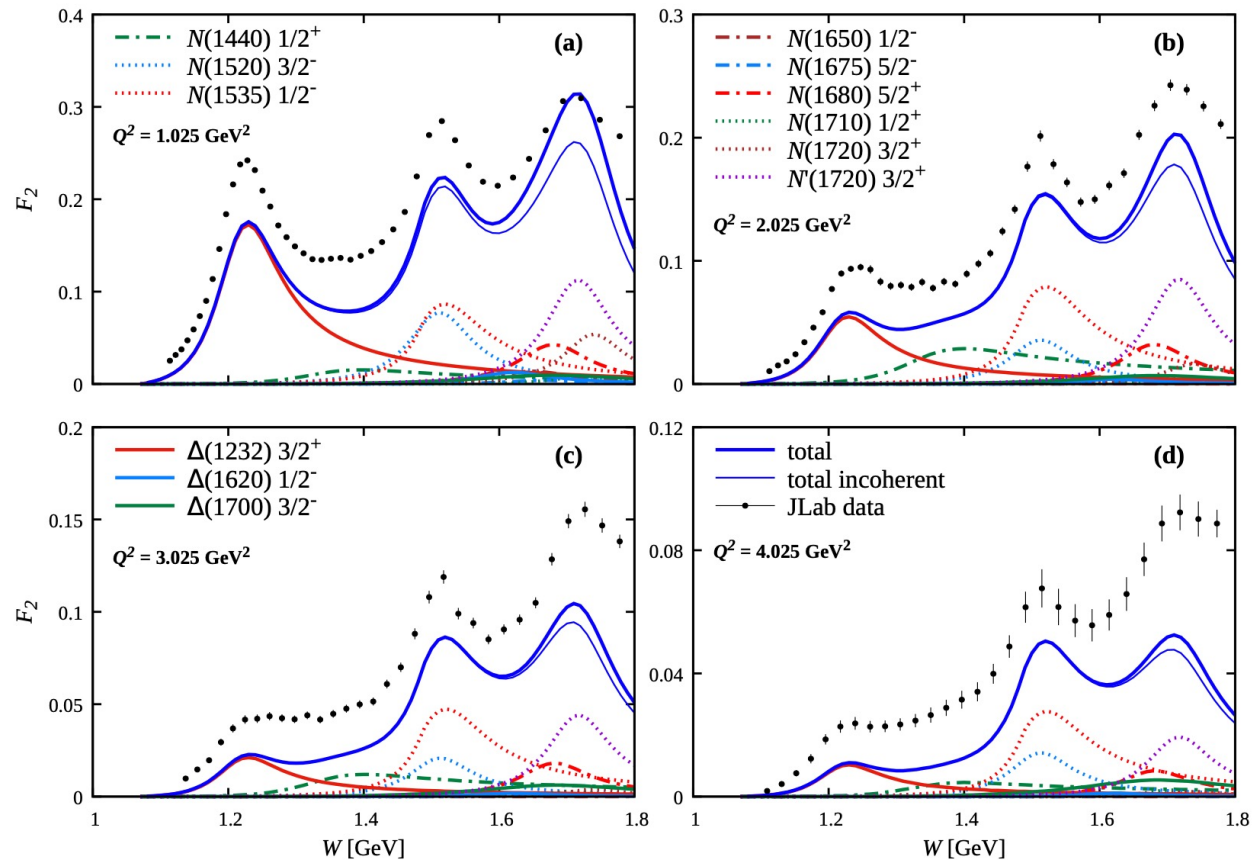 0.4
0.3
0.2
0.1
0
F2
N(1440) 1/2+
N(1520) 3/2-
N(1535) 1/2-
(a)
Q2 = 1.025 GeV2
0.3
0.2
0.1
0
N(1650) 1/2-
N(1675) 5/2-
N(1680) 5/2+
N(1710) 1/2+
N(1720) 3/2+
N'(1720) 3/2+
(b)
Q2 = 2.025 GeV2
0.2
0.15
0.1
0.05
0
F2
Δ(1232) 3/2+
Δ(1620) 1/2-
Δ(1700) 3/2-
(c)
Q2 = 3.025 GeV2
1 1.2 1.4 1.6 1.8
W [GeV]
0.12
0.08
0.04
0
total
total incoherent
JLab data
(d)
Q2 = 4.025 GeV2
1 1.2 1.4 1.6 1.8
W [GeV]